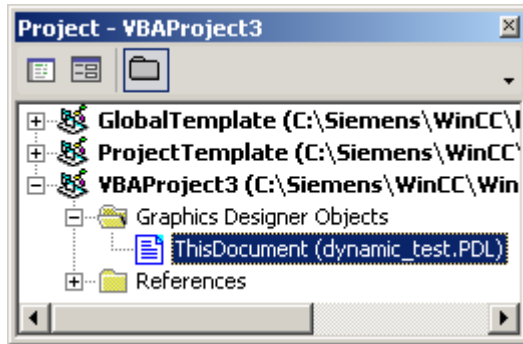 Project - VBAProject3
GlobalTemplate (C:\Siemens\WinCC\
ProjectTemplate (C:\Siemens\WinCC\
VBAProject3 (C:\Siemens\WinCC\Win
Graphics Designer Objects
ThisDocument (dynamic_test.PDL)
References